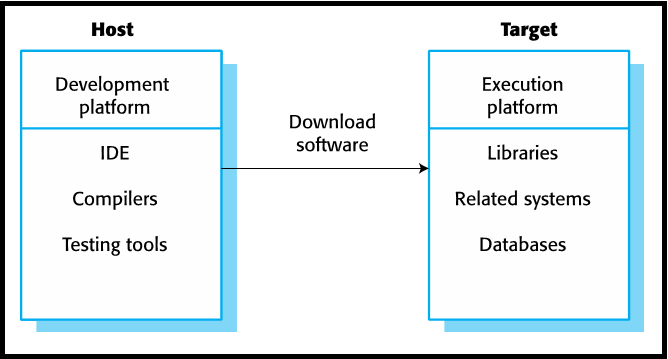 Host
Target
Development
platform
Execution
platform
Download
software
IDE
Compilers
Testing tools
Libraries
Related systems
Databases